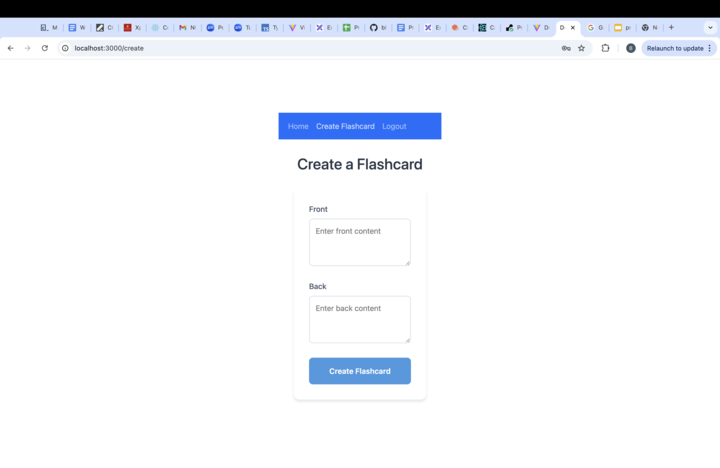 localhost:3000/create
Relaunch to update
Home Create Flashcard Logout
Create a Flashcard
Front
Enter front content
Back
Enter back content
Create Flashcard